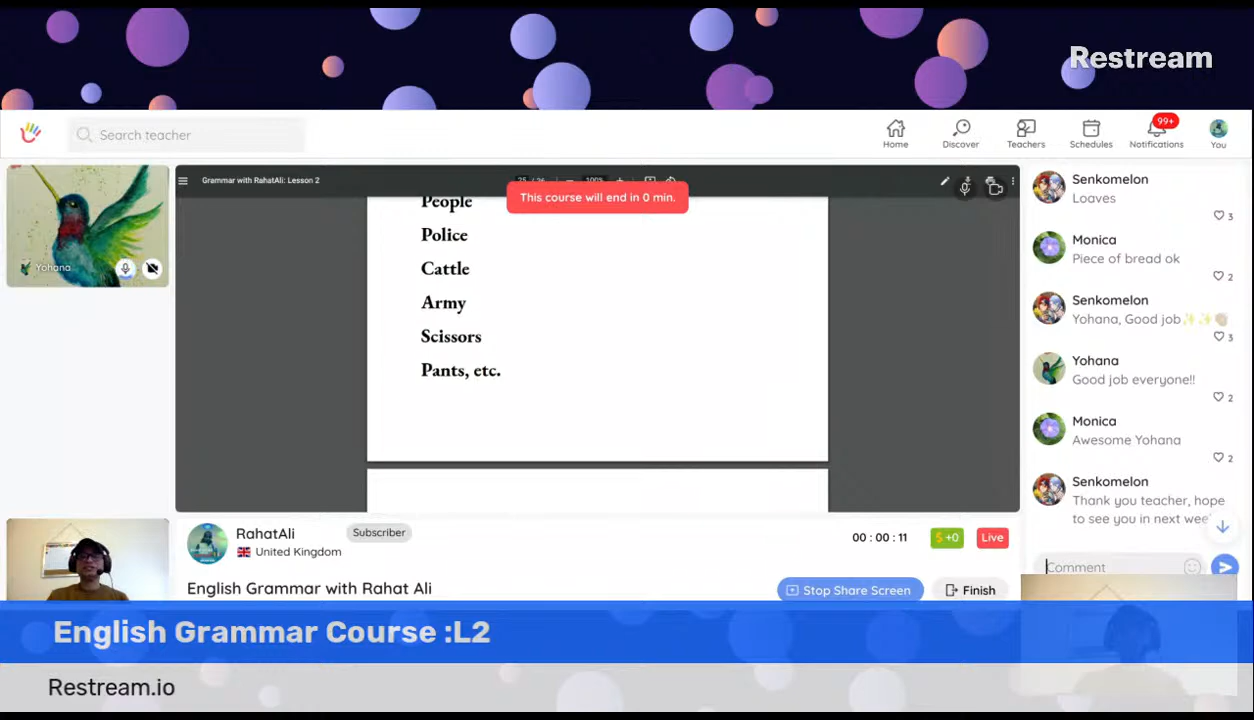 Restream
Search teacher
Home
Discover
Teachers
Schedules
99+
Notifications
You
Yohana
Grammar with RahatAli: Lesson 2
25 / 26
100%
This course will end in 0 min.
People
Police
Cattle
Army
Scissors
Pants, etc.
Senkomelon
Loaves
3
Monica
Piece of bread ok
2
Senkomelon
Yohana, Good job✨✨👏🏼
3
Yohana
Good job everyone!!
2
Monica
Awesome Yohana
2
Senkomelon
Thank you teacher, hope
to see you in next
Comment
RahatAli
Subscriber
United Kingdom
00 : 00 : 11
$ +0
Live
English Grammar with Rahat Ali
Stop Share Screen
Finish
English Grammar Course :L2
Restream.io